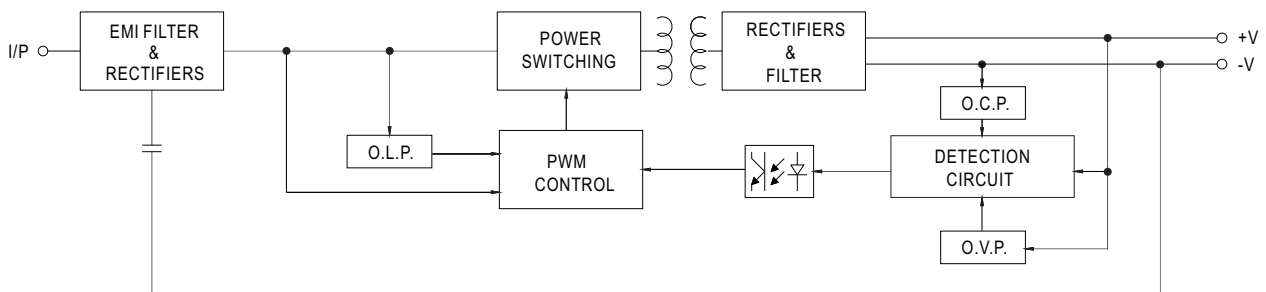 I/P
EMI FILTER
&
RECTIFIERS
POWER
SWITCHING
RECTIFIERS
&
FILTER
+V
-V
O.C.P.
O.L.P.
PWM
CONTROL
DETECTION
CIRCUIT
O.V.P.